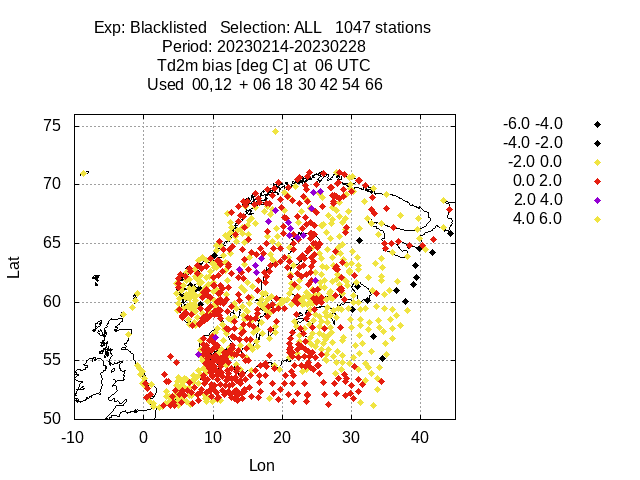 Exp: Blacklisted   Selection: ALL   1047 stations
Period: 20230214-20230228
Td2m bias [deg C] at  06 UTC
Used  00,12  + 06 18 30 42 54 66
-6.0 -4.0
-4.0 -2.0
-2.0 0.0
0.0 2.0
2.0 4.0
4.0 6.0
Lat
75
70
65
60
55
50
-10 0 10 20 30 40
Lon